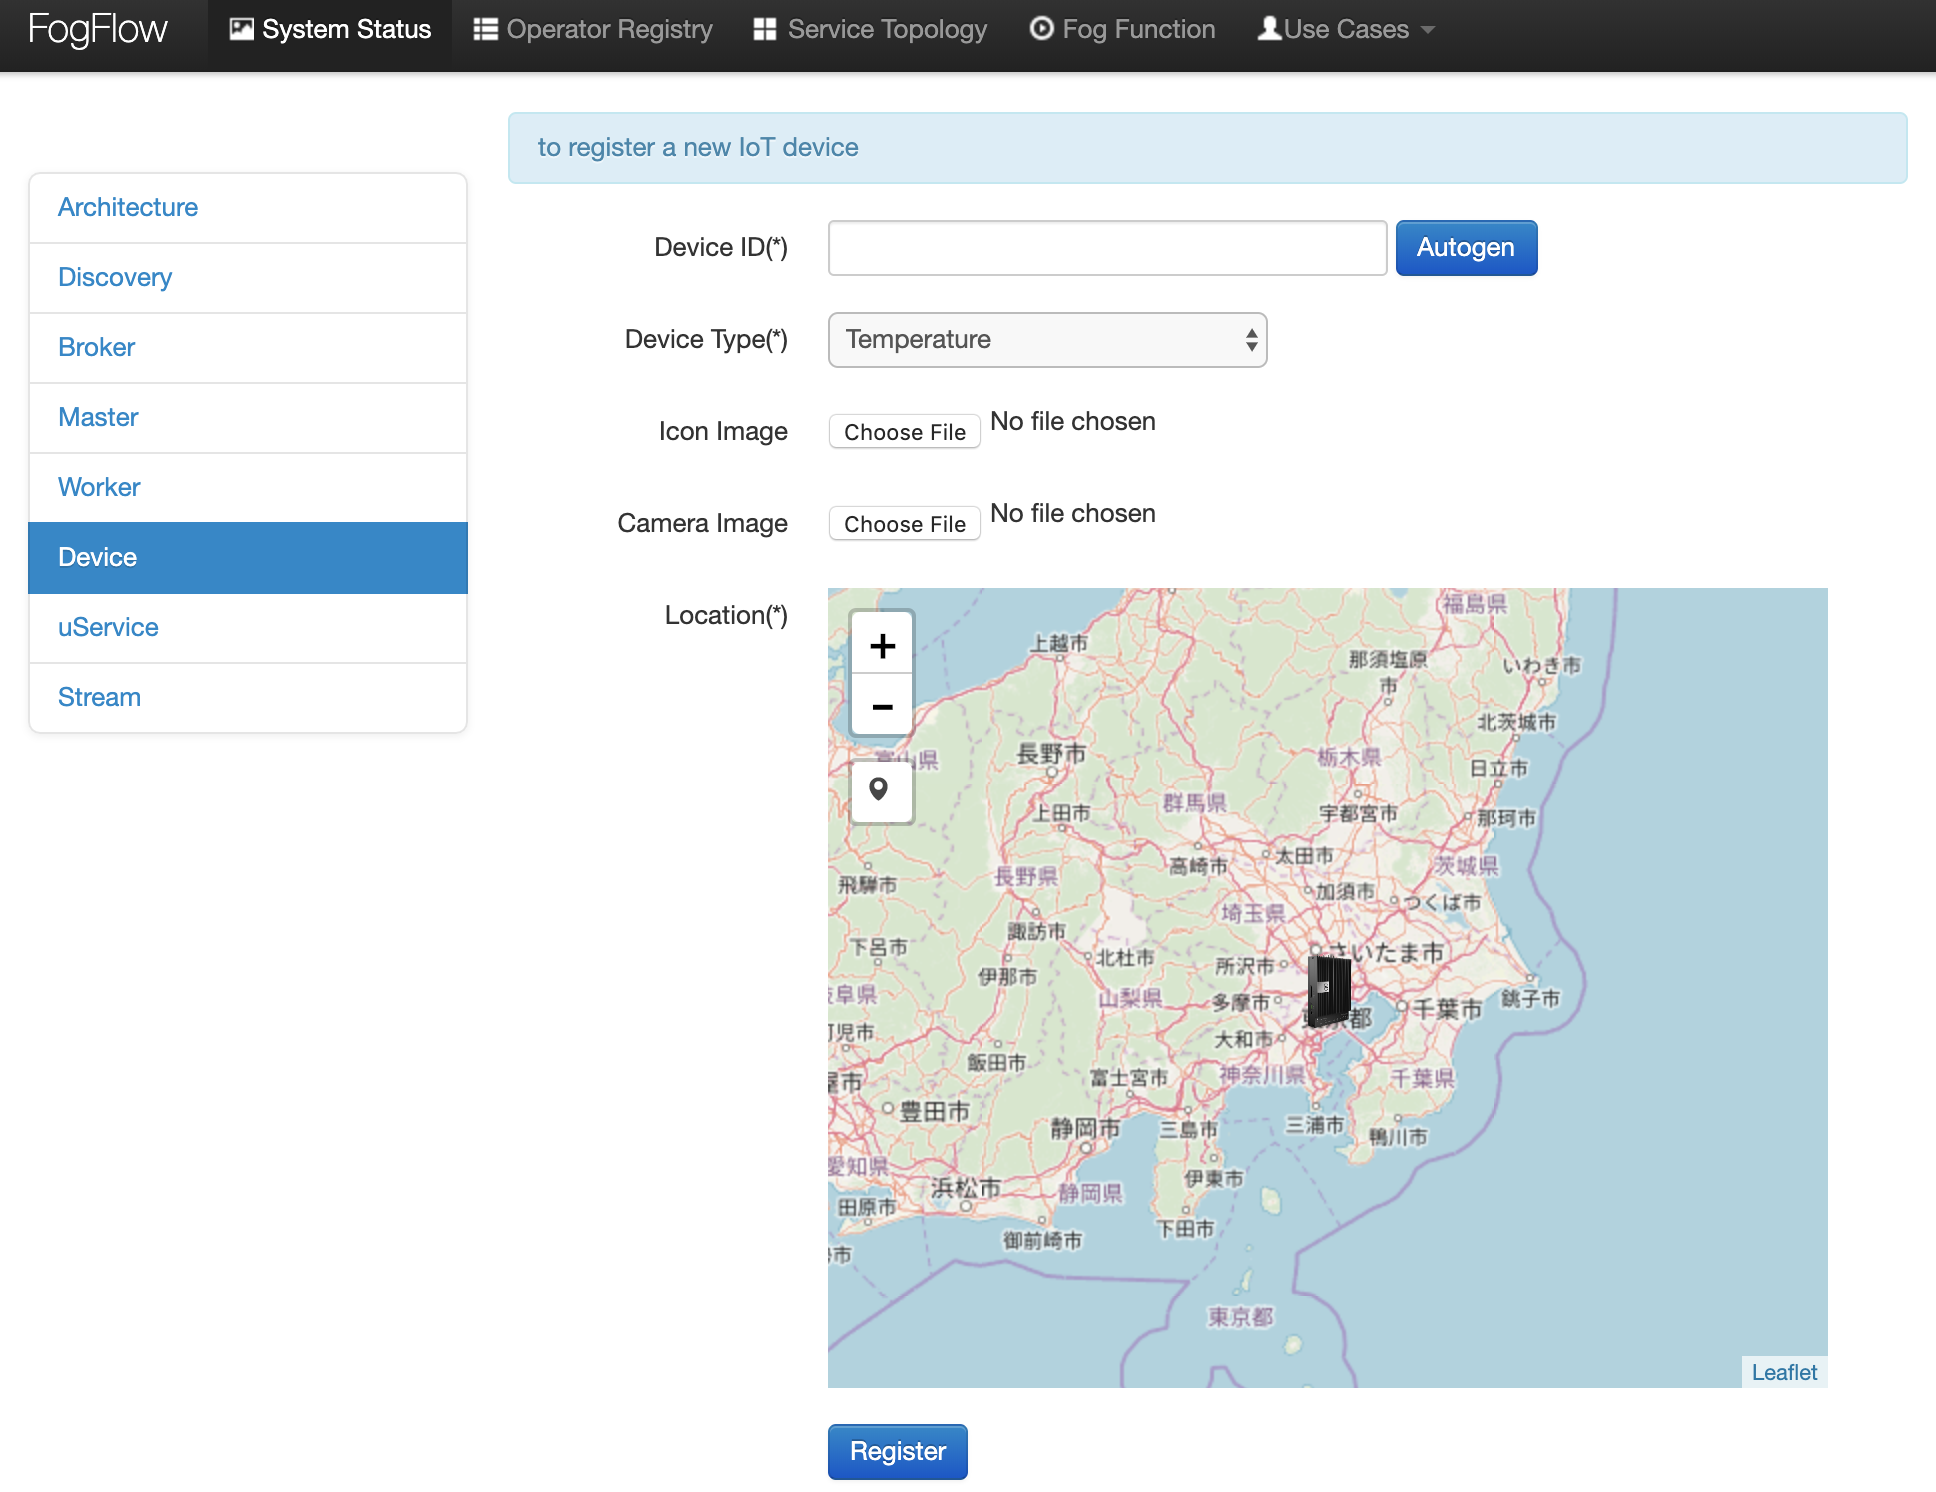 FogFlow
System Status
Operator Registry
Service Topology
Fog Function
Use Cases
to register a new IoT device
Architecture
Discovery
Broker
Master
Worker
Device
uService
Stream
Device ID(*)
Autogen
Device Type(*)
Temperature
Icon Image
Choose File No file chosen
Camera Image
Choose File No file chosen
Location(*)
+
−
福島県
上越市
那須塩原
市
いわき市
北茨城市
長野市
富山県
栃木県
日立市
群馬県
上田市
宇都宮市
那珂市
高崎市
太田市
茨城県
長野県
飛騨市
加須市
つくば市
埼玉県
諏訪市
下呂市
さいたま市
北杜市
所沢市
伊那市
山梨県
多摩市
千葉市
銚子市
大和市
飯田市
富士宮市
神奈川県
千葉県
豊田市
静岡市
三島市
三浦市
鴨川市
愛知県
浜松市
静岡県
伊東市
田原市
下田市
御前崎市
東京都
Leaflet
Register